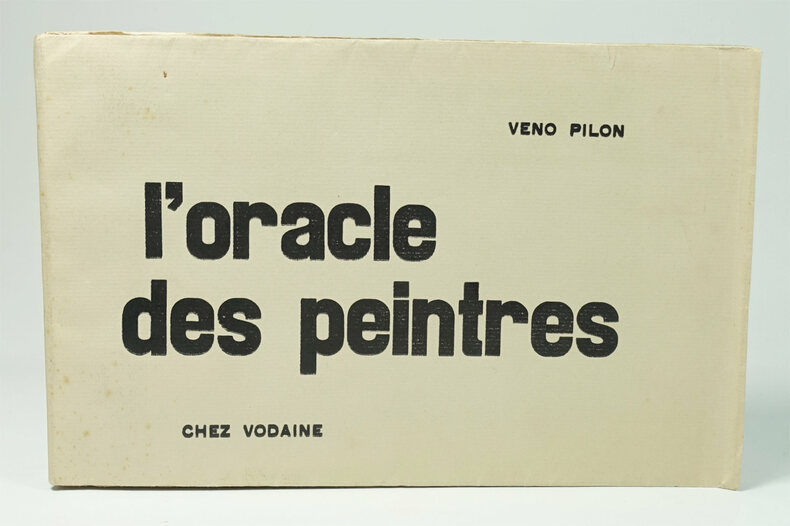 VENO PILON
l'oracle
des peintres
CHEZ VODAINE